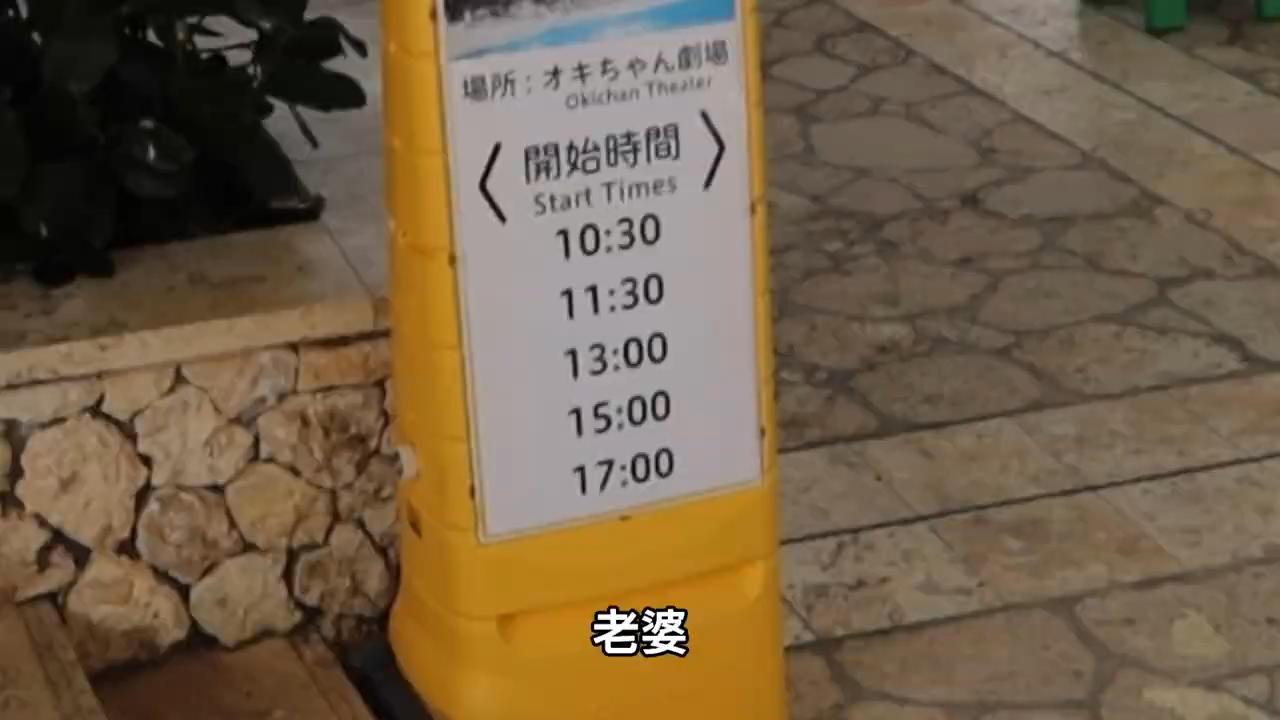 場所：オキちゃん劇場
Okichan Theater
〈 開始時間 〉
Start Times
10:30
11:30
13:00
15:00
17:00
老婆